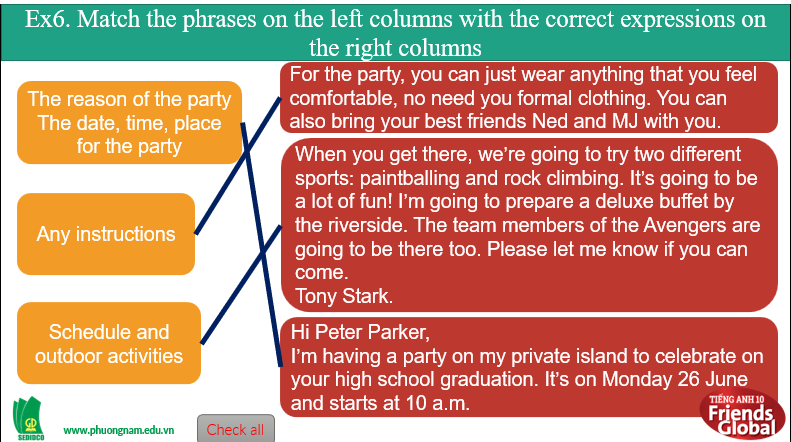 Ex6. Match the phrases on the left columns with the correct expressions on
the right columns
The reason of the party
The date, time, place
for the party
Any instructions
Schedule and
outdoor activities
For the party, you can just wear anything that you feel
comfortable, no need you formal clothing. You can
also bring your best friends Ned and MJ with you.
When you get there, we’re going to try two different
sports: paintballing and rock climbing. It’s going to be
a lot of fun! I’m going to prepare a deluxe buffet by
the riverside. The team members of the Avengers are
going to be there too. Please let me know if you can
come.
Tony Stark.
Hi Peter Parker,
I’m having a party on my private island to celebrate on
your high school graduation. It’s on Monday 26 June
and starts at 10 a.m.
SEDIDCO
www.phuongnam.edu.vn
Check all
TIẾNG ANH 10
Friends
Global